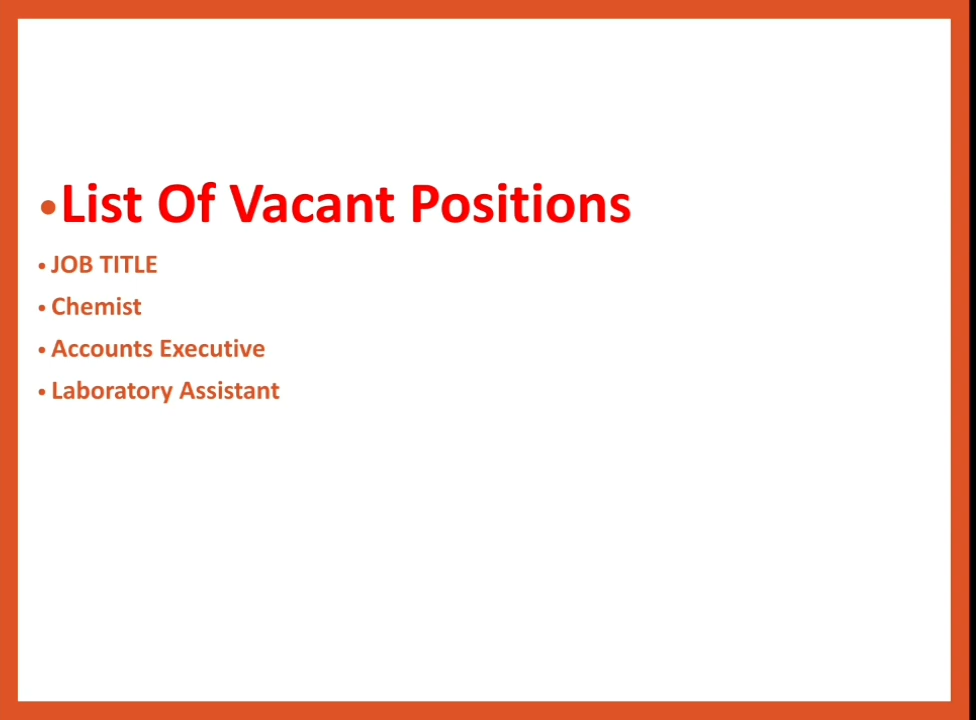 •List Of Vacant Positions
• JOB TITLE
• Chemist
• Accounts Executive
• Laboratory Assistant